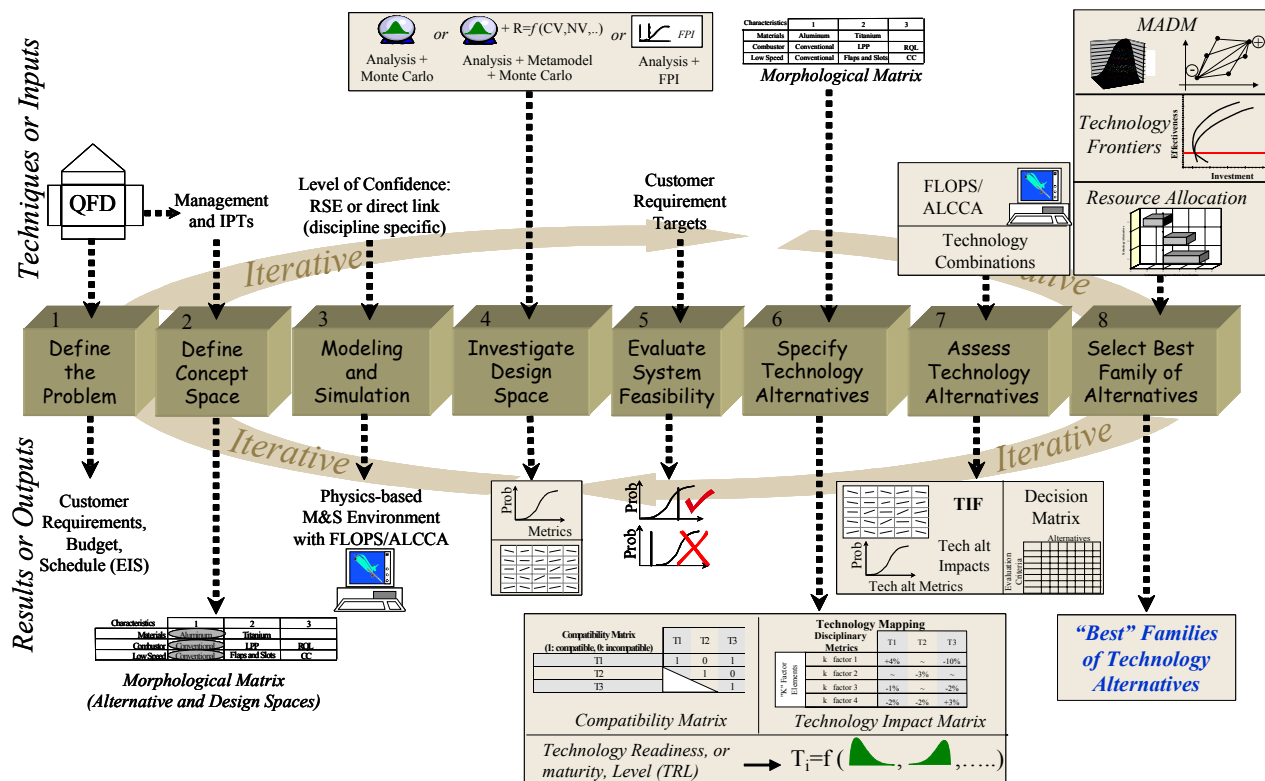 Techniques or Inputs
Results or Outputs
QFD
Management
and IPTs
Level of Confidence:
RSE or direct link
(discipline specific)
or
+ R=f (CV,NV,..)
or
FPI
Analysis +
Monte Carlo
Analysis + Metamodel
+ Monte Carlo
Analysis +
FPI
Customer
Requirement
Targets
Characteristics 1 2 3
Materials Aluminum Titanium
Combustor Conventional LPP RQL
Low Speed Conventional Flaps and Slots CC
Morphological Matrix
FLOPS/
ALCCA
Technology
Combinations
MADM
Technology
Frontiers
Effectiveness
Investment
Resource Allocation
Iterative
1
Define
the
Problem
2
Define
Concept
Space
3
Modeling
and
Simulation
4
Investigate
Design
Space
5
Evaluate
System
Feasibility
6
Specify
Technology
Alternatives
7
Assess
Technology
Alternatives
8
Select Best
Family of
Alternatives
Iterative
Iterative
Customer
Requirements,
Budget,
Schedule (EIS)
Characteristics 1 2 3
Materials Aluminum Titanium
Combustor Conventional LPP RQL
Low Speed Conventional Flaps and Slots CC
Morphological Matrix
(Alternative and Design Spaces)
Physics-based
M&S Environment
with FLOPS/ALCCA
Prob
Metrics
Prob
Prob
Compatibility Matrix
(1: compatible, 0: incompatible)
T1 T2 T3
T1 1 0 1
T2 1 0
T3 1
Compatibility Matrix
Technology Mapping
Disciplinary
Metrics
T1 T2 T3
"K" Factor
Elements
k factor 1 +4% ~ -10%
k factor 2 ~ -3% ~
k factor 3 -1% ~ -2%
k factor 4 -2% -2% +3%
Technology Impact Matrix
Technology Readiness, or
maturity, Level (TRL)
Ti=f ( , ,…..)
TIF
Tech alt
Impacts
Prob
Tech alt Metrics
Decision
Matrix
Alternatives
Evaluation
Criteria
“Best” Families
of Technology
Alternatives